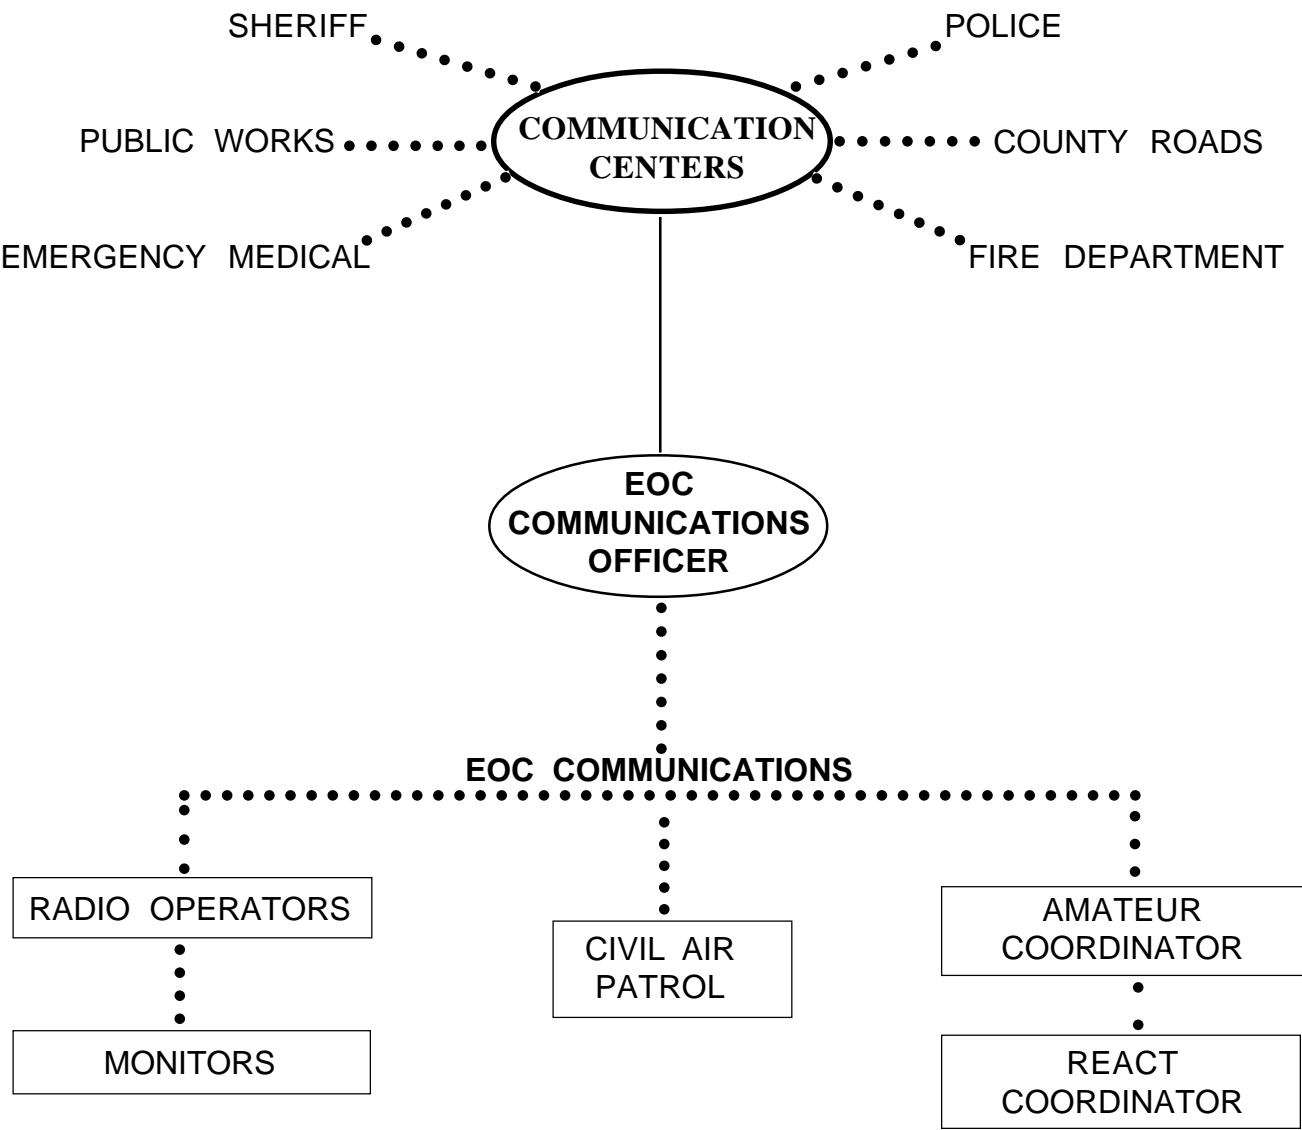 SHERIFF
POLICE
COMMUNICATION
CENTERS
PUBLIC WORKS
COUNTY ROADS
EMERGENCY MEDICAL
FIRE DEPARTMENT
EOC
COMMUNICATIONS
OFFICER
EOC COMMUNICATIONS
RADIO OPERATORS
CIVIL AIR
PATROL
AMATEUR
COORDINATOR
MONITORS
REACT
COORDINATOR